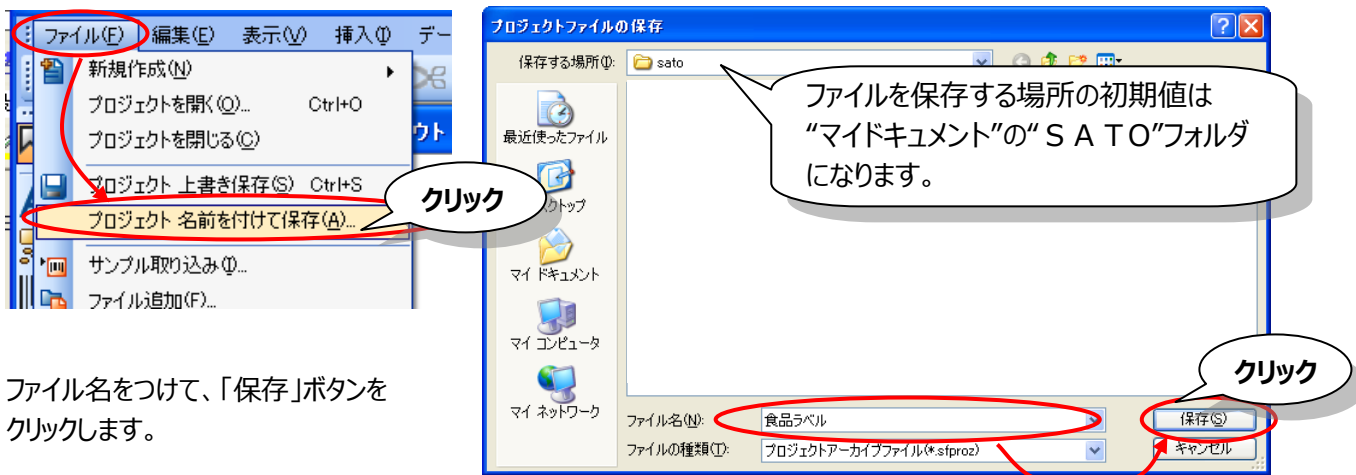 ファイル(F) 編集(E) 表示(V) 挿入(I) デー
新規作成(N)
プロジェクトを開く(O)... Ctrl+O
プロジェクトを閉じる(C)
プロジェクト 上書き保存(S) Ctrl+S
プロジェクト 名前を付けて保存(A)...
サンプル取り込み(I)...
ファイル追加(F)...
ウト
クリック
ファイル名をつけて、「保存」ボタンを
クリックします。
プロジェクトファイルの保存
保存する場所(I): sato
ファイルを保存する場所の初期値は
“マイドキュメント”の“ＳＡＴＯ”フォルダ
になります。
最近使ったファイル
スクトップ
マイ ドキュメント
マイ コンピュータ
マイ ネットワーク
クリック
ファイル名(N): 食品ラベル 保存(S)
ファイルの種類(T): プロジェクトアーカイブファイル(*.sfproz) キャンセル